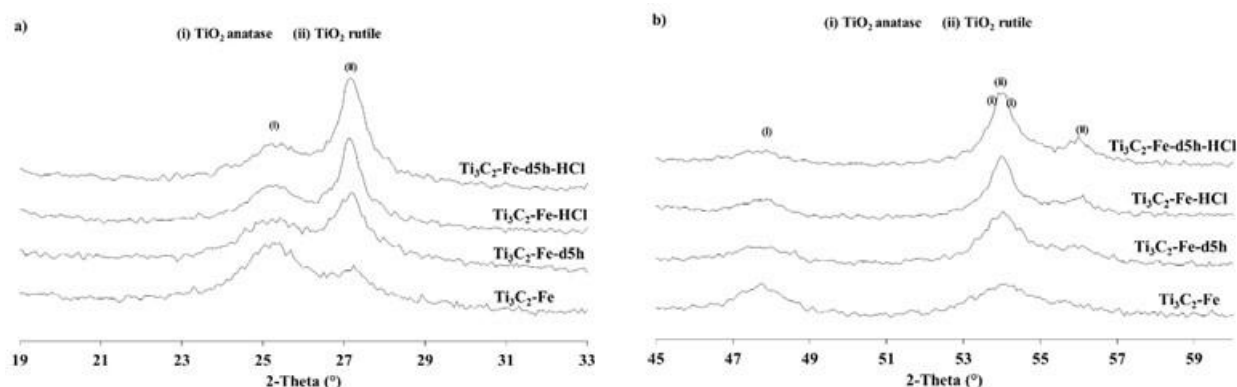 a)
(i) TiO₂ anatase (ii) TiO₂ rutile
(ii)
(i)
Ti₃C₂-Fe-d5h-HCl
Ti₃C₂-Fe-HCl
Ti₃C₂-Fe-d5h
Ti₃C₂-Fe
19 21 23 25 27 29 31 33
2-Theta (°)
b)
(i) TiO₂ anatase (ii) TiO₂ rutile
(ii)
(i) (i)
(i) (ii)
Ti₃C₂-Fe-d5h-HCl
Ti₃C₂-Fe-HCl
Ti₃C₂-Fe-d5h
Ti₃C₂-Fe
45 47 49 51 53 55 57 59
2-Theta (°)